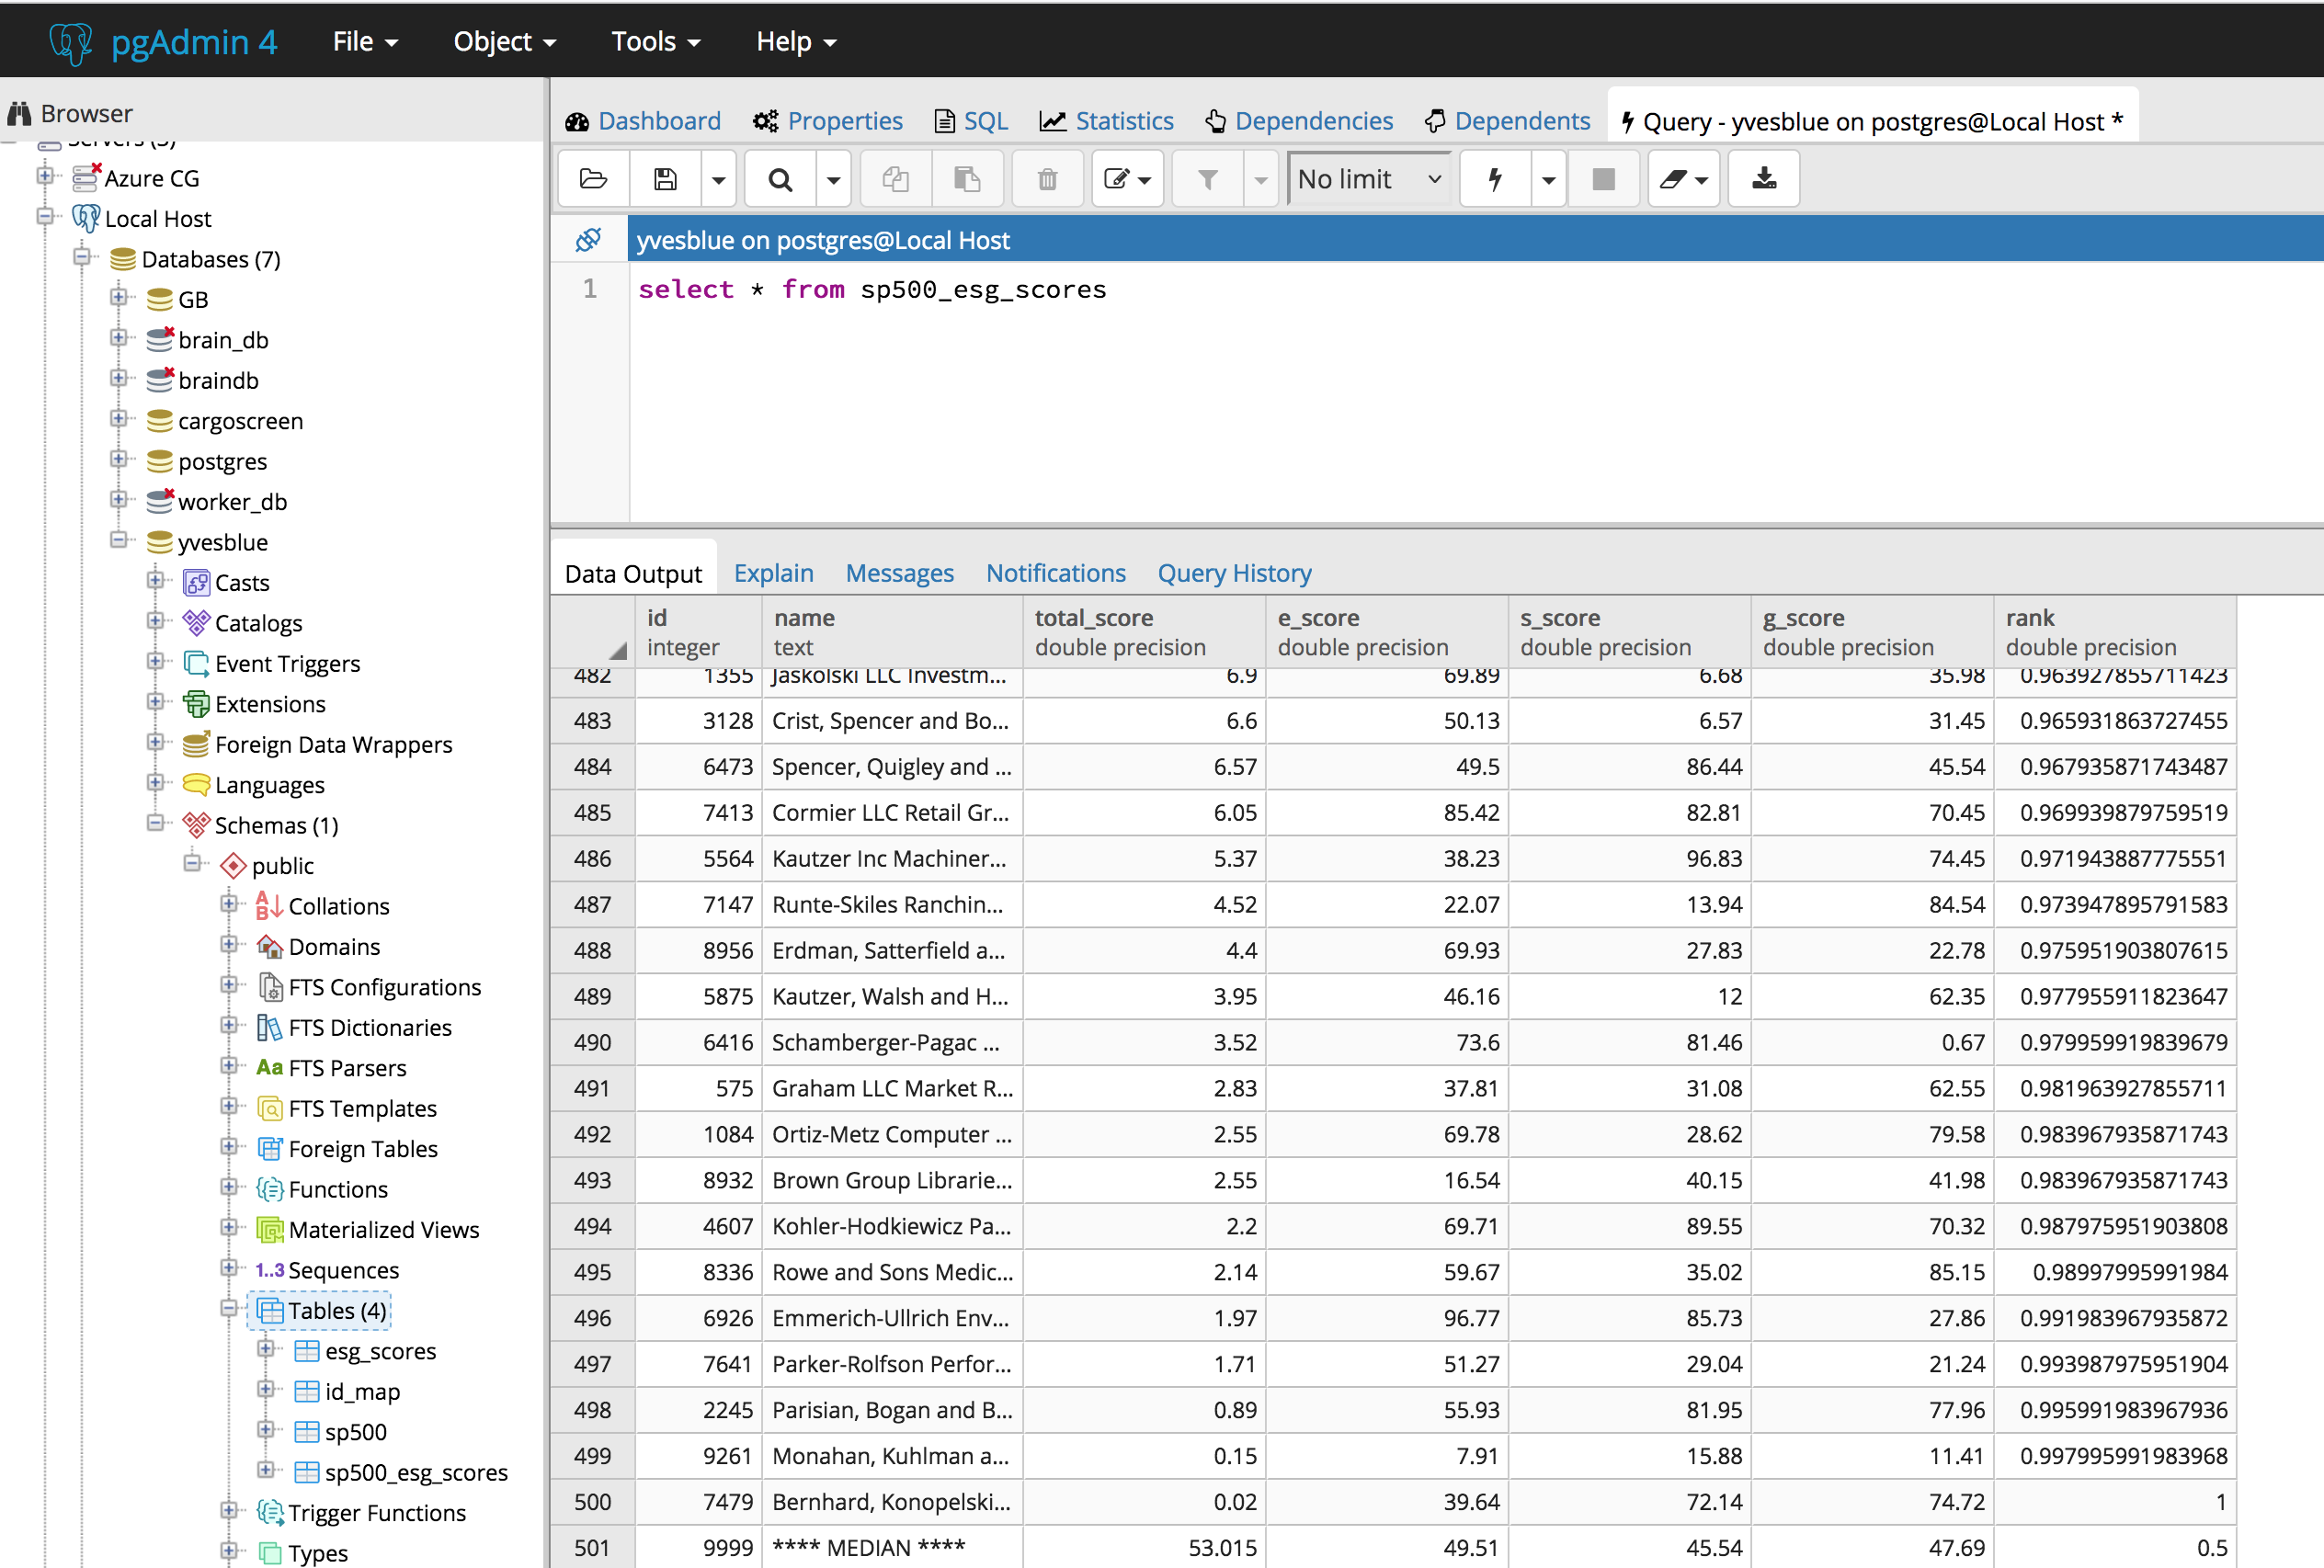 pgAdmin 4 File Object Tools Help
Browser
Servers (3)
Azure CG
Local Host
Databases (7)
GB
brain_db
braindb
cargoscreen
postgres
worker_db
yvesblue
Casts
Catalogs
Event Triggers
Extensions
Foreign Data Wrappers
Languages
Schemas (1)
public
Collations
Domains
FTS Configurations
FTS Dictionaries
Aa FTS Parsers
FTS Templates
Foreign Tables
Functions
Materialized Views
1..3 Sequences
Tables (4)
esg_scores
id_map
sp500
sp500_esg_scores
Trigger Functions
Types
Dashboard Properties SQL Statistics Dependencies Dependents Query - yvesblue on postgres@Local Host *
No limit
yvesblue on postgres@Local Host
1 select * from sp500_esg_scores
Data Output Explain Messages Notifications Query History
id name total_score e_score s_score g_score rank
integer text double precision double precision double precision double precision double precision
482 1355 Jaskolski LLC Investm... 6.9 69.89 6.68 35.98 0.963927855711423
483 3128 Crist, Spencer and Bo... 6.6 50.13 6.57 31.45 0.965931863727455
484 6473 Spencer, Quigley and ... 6.57 49.5 86.44 45.54 0.967935871743487
485 7413 Cormier LLC Retail Gr... 6.05 85.42 82.81 70.45 0.969939879759519
486 5564 Kautzer Inc Machiner... 5.37 38.23 96.83 74.45 0.971943887775551
487 7147 Runte-Skiles Ranchin... 4.52 22.07 13.94 84.54 0.973947895791583
488 8956 Erdman, Satterfield a... 4.4 69.93 27.83 22.78 0.975951903807615
489 5875 Kautzer, Walsh and H... 3.95 46.16 12 62.35 0.977955911823647
490 6416 Schamberger-Pagac ... 3.52 73.6 81.46 0.67 0.979959919839679
491 575 Graham LLC Market R... 2.83 37.81 31.08 62.55 0.981963927855711
492 1084 Ortiz-Metz Computer ... 2.55 69.78 28.62 79.58 0.983967935871743
493 8932 Brown Group Librarie... 2.55 16.54 40.15 41.98 0.983967935871743
494 4607 Kohler-Hodkiewicz Pa... 2.2 69.71 89.55 70.32 0.987975951903808
495 8336 Rowe and Sons Medic... 2.14 59.67 35.02 85.15 0.98997995991984
496 6926 Emmerich-Ullrich Env... 1.97 96.77 85.73 27.86 0.991983967935872
497 7641 Parker-Rolfson Perfor... 1.71 51.27 29.04 21.24 0.993987975951904
498 2245 Parisian, Bogan and B... 0.89 55.93 81.95 77.96 0.995991983967936
499 9261 Monahan, Kuhlman a... 0.15 7.91 15.88 11.41 0.997995991983968
500 7479 Bernhard, Konopelski... 0.02 39.64 72.14 74.72 1
501 9999 **** MEDIAN **** 53.015 49.51 45.54 47.69 0.5